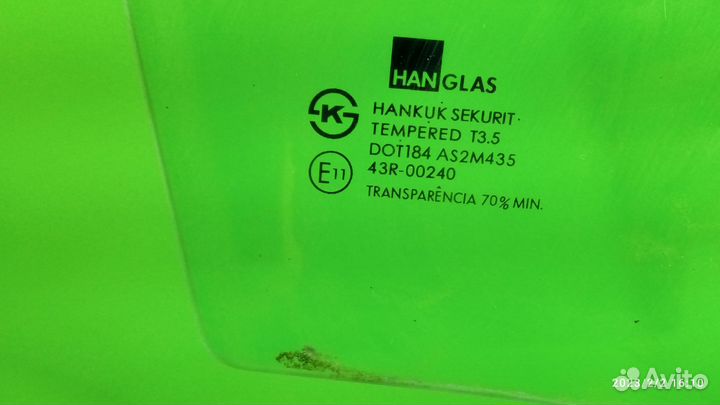 HANGLAS
HANKUK SEKURIT
TEMPERED T3.5
DOT184 AS2M435
43R-00240
TRANSPARÊNCIA 70% MIN.
K
E11
Avito